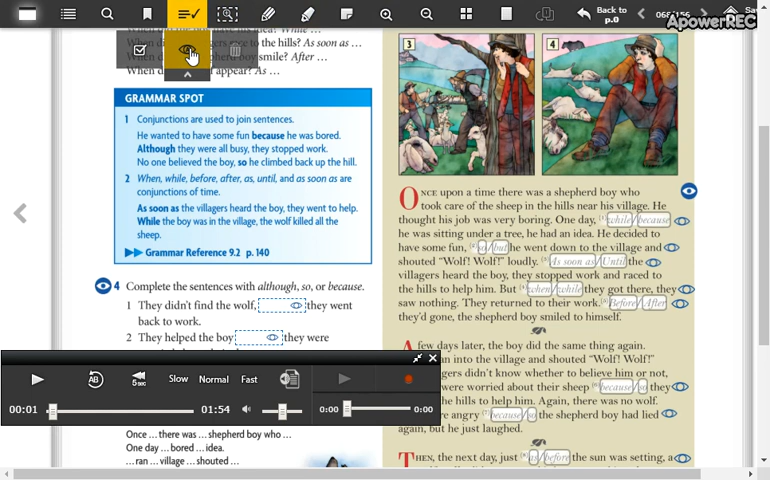 Back to
p.0
ApowerREC
When did the villagers race to the hills? As soon as …
When did the shepherd boy smile? After …
appear? As …
GRAMMAR SPOT
1 Conjunctions are used to join sentences.
He wanted to have some fun because he was bored.
Although they were all busy, they stopped work.
No one believed the boy, so he climbed back up the hill.
2 When, while, before, after, as, until, and as soon as are
conjunctions of time.
As soon as the villagers heard the boy, they went to help.
While the boy was in the village, the wolf killed all the
sheep.
Grammar Reference 9.2 p. 140
4 Complete the sentences with although, so, or because.
1 They didn't find the wolf, they went
back to work.
2 They helped the boy they were
AB
5 sec
Slow
Normal
Fast
00:01
01:54
0:00
0:00
Once … there was … shepherd boy who …
One day … bored … idea.
… ran … village … shouted …
3
4
ONCE upon a time there was a shepherd boy who
took care of the sheep in the hills near his village. He
thought his job was very boring. One day, while/because
he was sitting under a tree, he had an idea. He decided to
have some fun, so/but he went down to the village and
shouted "Wolf! Wolf!" loudly. As soon as/Until the
villagers heard the boy, they stopped work and raced to
the hills to help him. But when/while they got there, they
saw nothing. They returned to their work. Before/After
they'd gone, the shepherd boy smiled to himself.
A few days later, the boy did the same thing again.
an into the village and shouted "Wolf! Wolf!"
gers didn't know whether to believe him or not,
were worried about their sheep because/so they
the hills to help him. Again, there was no wolf.
re angry because/so the shepherd boy had lied
again, but he just laughed.
THEN, the next day, just as/before the sun was setting, a